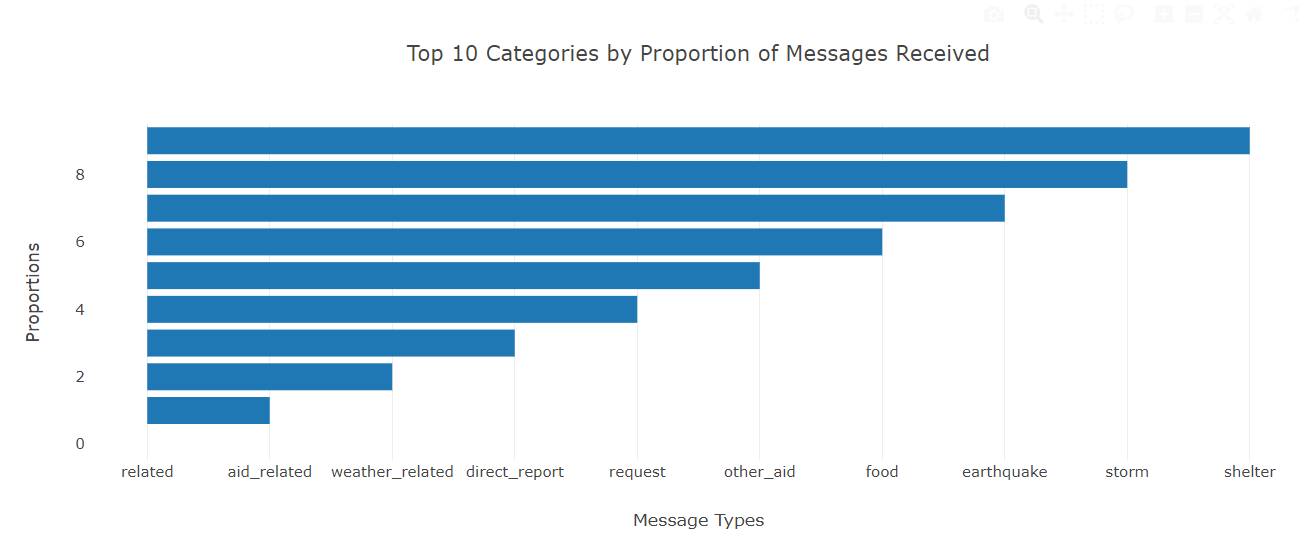 Top 10 Categories by Proportion of Messages Received
Proportions
8
6
4
2
0
related aid_related weather_related direct_report request other_aid food earthquake storm shelter
Message Types